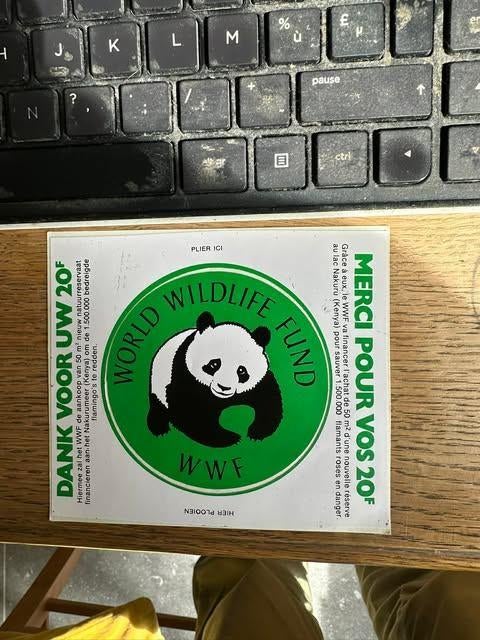 H J K L M % ù £ µ
N ? , . ; / : + = pause
alt gr ctrl
PLIER ICI
WORLD WILDLIFE FUND
WWF
HIER PLOOIEN
DANK VOOR UW 20F
Hiermee zal het WWF de aankoop van 50 m² nieuw natuurreservaat
financieren aan het Nakurumeer (Kenya) om de 1.500.000 bedreigde
flamingo's te redden.
MERCI POUR VOS 20F
Grâce à eux, le WWF va financer l'achat de 50 m² d'une nouvelle réserve
au lac Nakuru (Kenya) pour sauver 1.500.000 flamants roses en danger